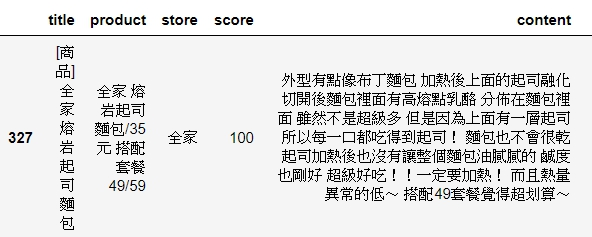 title product store score content
327
[商
品]
全
家
熔
岩
起
司
麵
包
全家 熔
岩起司
麵包/35
元 搭配
套餐
49/59
全家
100
外型有點像布丁麵包 加熱後上面的起司融化
切開後麵包裡面有高熔點乳酪 分佈在麵包裡
面 雖然不是超級多 但是因為上面有一層起司
所以每一口都吃得到起司！ 麵包也不會很乾
起司加熱後也沒有讓整個麵包油膩膩的 鹹度
也剛好 超級好吃！！一定要加熱！ 而且熱量
異常的低～ 搭配49套餐覺得超划算～